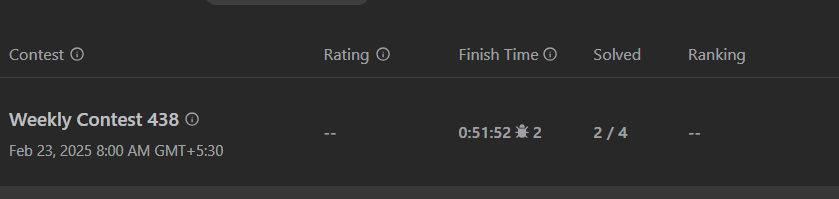 Contest Rating Finish Time Solved Ranking
Weekly Contest 438
-- 0:51:52 2 2 / 4 --
Feb 23, 2025 8:00 AM GMT+5:30